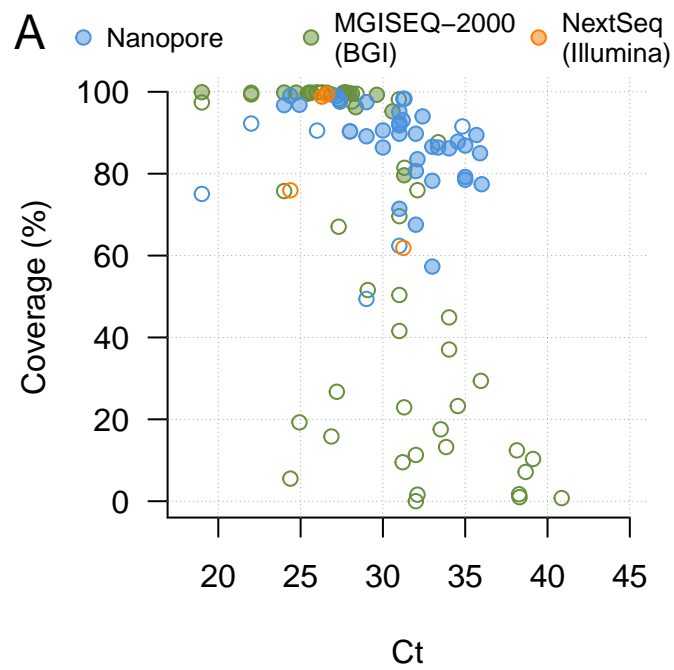 A
Nanopore
MGISEQ−2000
(BGI)
NextSeq
(Illumina)
Coverage (%)
100
80
60
40
20
0
20 25 30 35 40 45
Ct